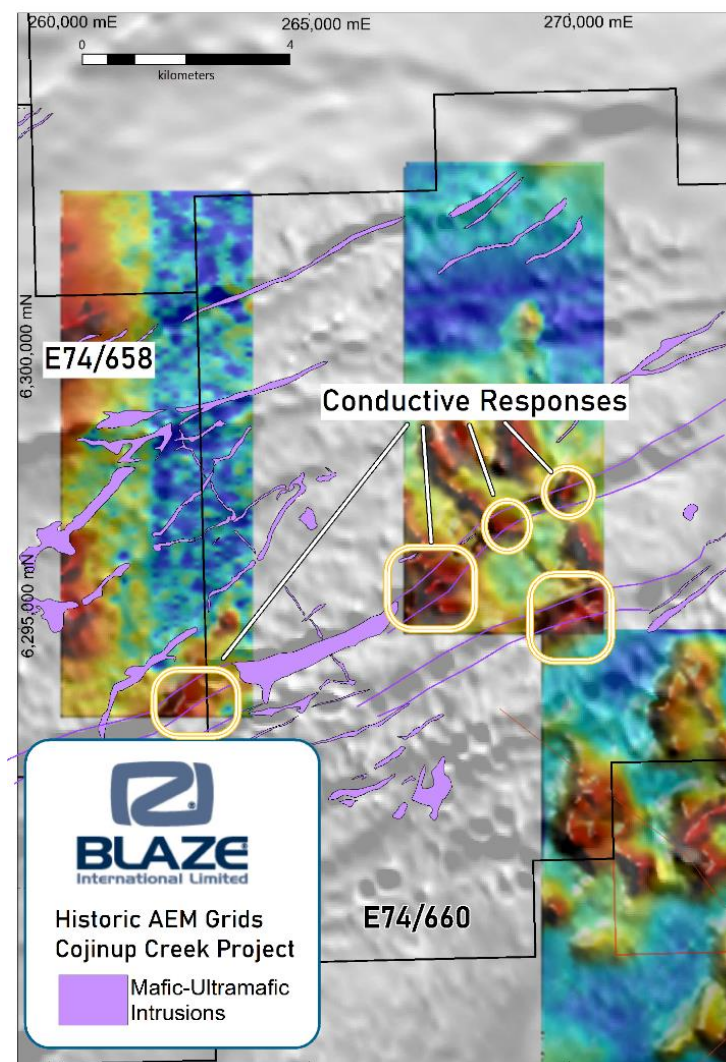 260,000 mE
265,000 mE
270,000 mE
0
4
kilometers
6,300,000 mN
E74/658
Conductive Responses
6,295,000 mN
BLAZE
International Limited
E74/660
Historic AEM Grids
Cojinup Creek Project
Mafic-Ultramafic
Intrusions